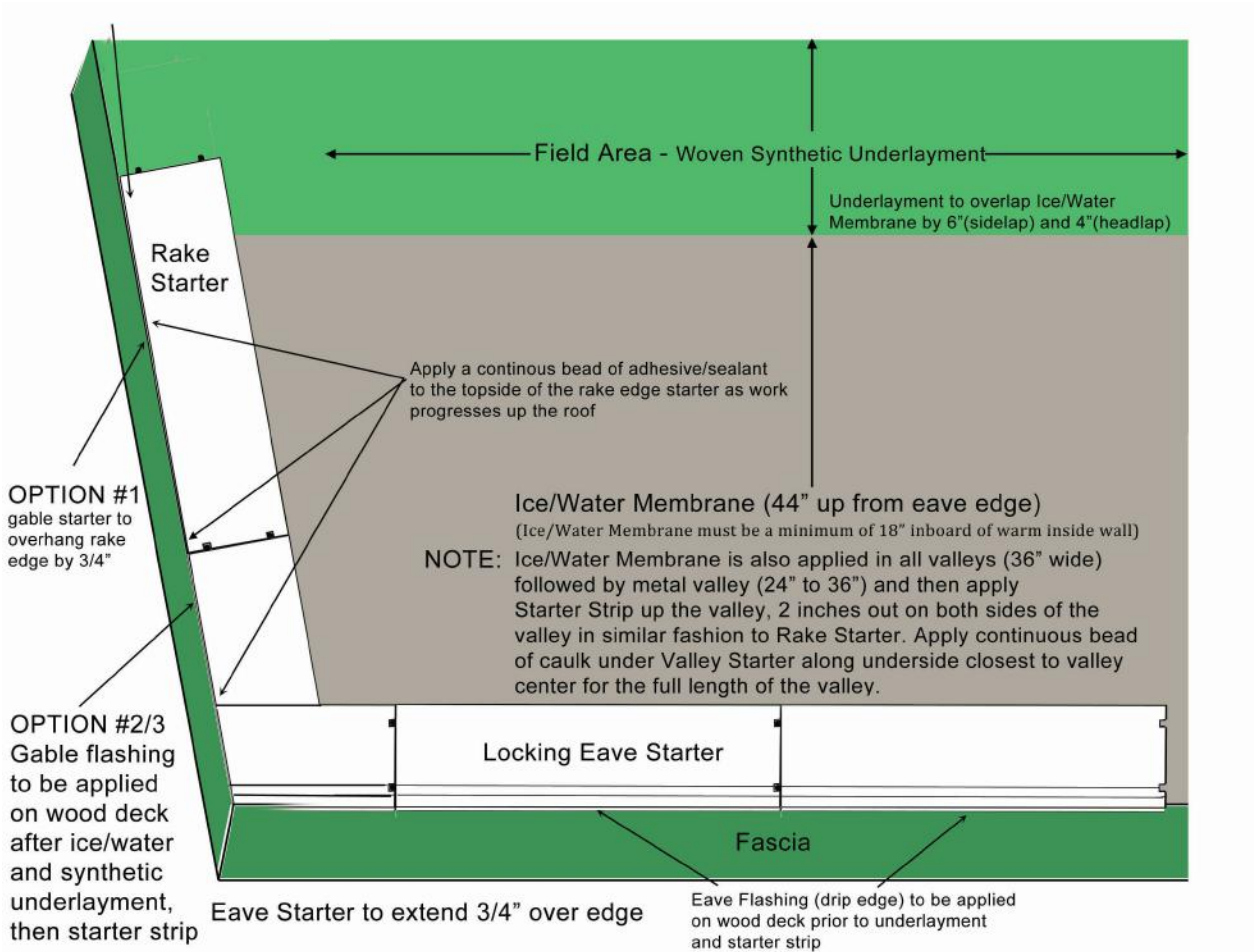 Field Area - Woven Synthetic Underlayment
Underlayment to overlap Ice/Water
Membrane by 6”(sidelap) and 4”(headlap)
Rake
Starter
Apply a continous bead of adhesive/sealant
to the topside of the rake edge starter as work
progresses up the roof
OPTION #1
gable starter to
overhang rake
edge by 3/4”
Ice/Water Membrane (44” up from eave edge)
(Ice/Water Membrane must be a minimum of 18” inboard of warm inside wall)
NOTE: Ice/Water Membrane is also applied in all valleys (36” wide)
followed by metal valley (24” to 36”) and then apply
Starter Strip up the valley, 2 inches out on both sides of the
valley in similar fashion to Rake Starter. Apply continuous bead
of caulk under Valley Starter along underside closest to valley
center for the full length of the valley.
OPTION #2/3
Gable flashing
to be applied
on wood deck
after ice/water
and synthetic
underlayment,
then starter strip
Locking Eave Starter
Fascia
Eave Starter to extend 3/4” over edge
Eave Flashing (drip edge) to be applied
on wood deck prior to underlayment
and starter strip